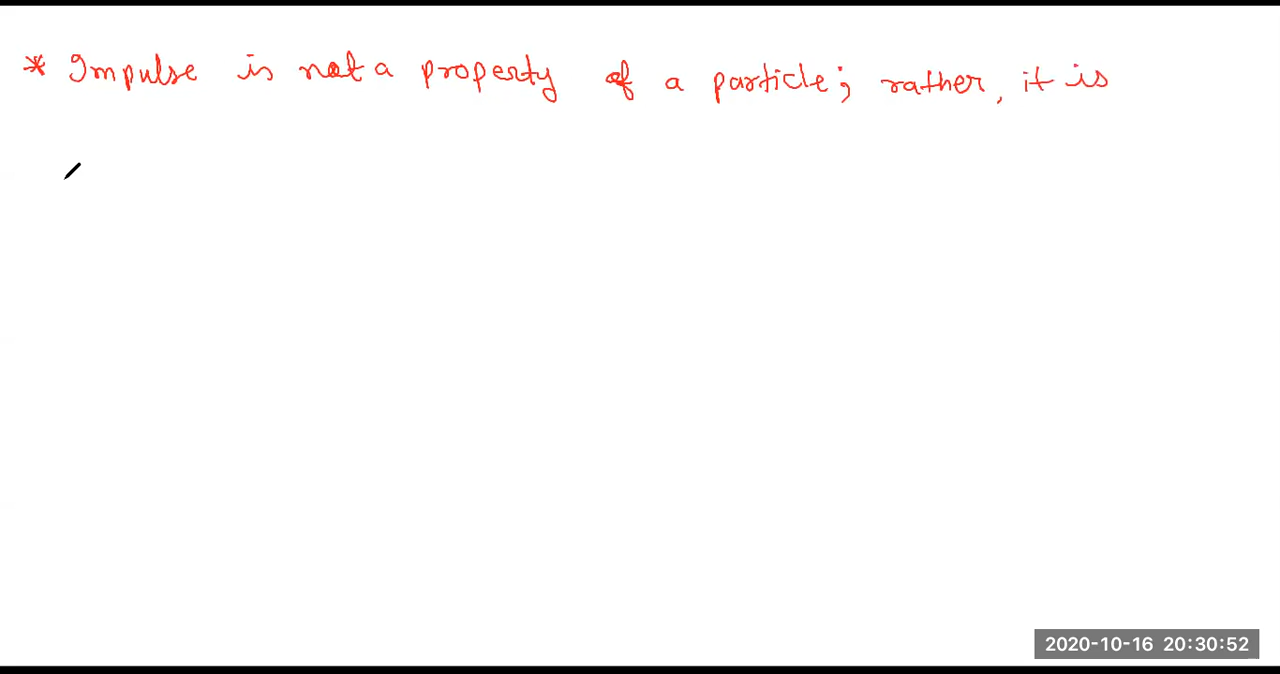 * Impulse is not a property of a particle; rather, it is
2020-10-16 20:30:52